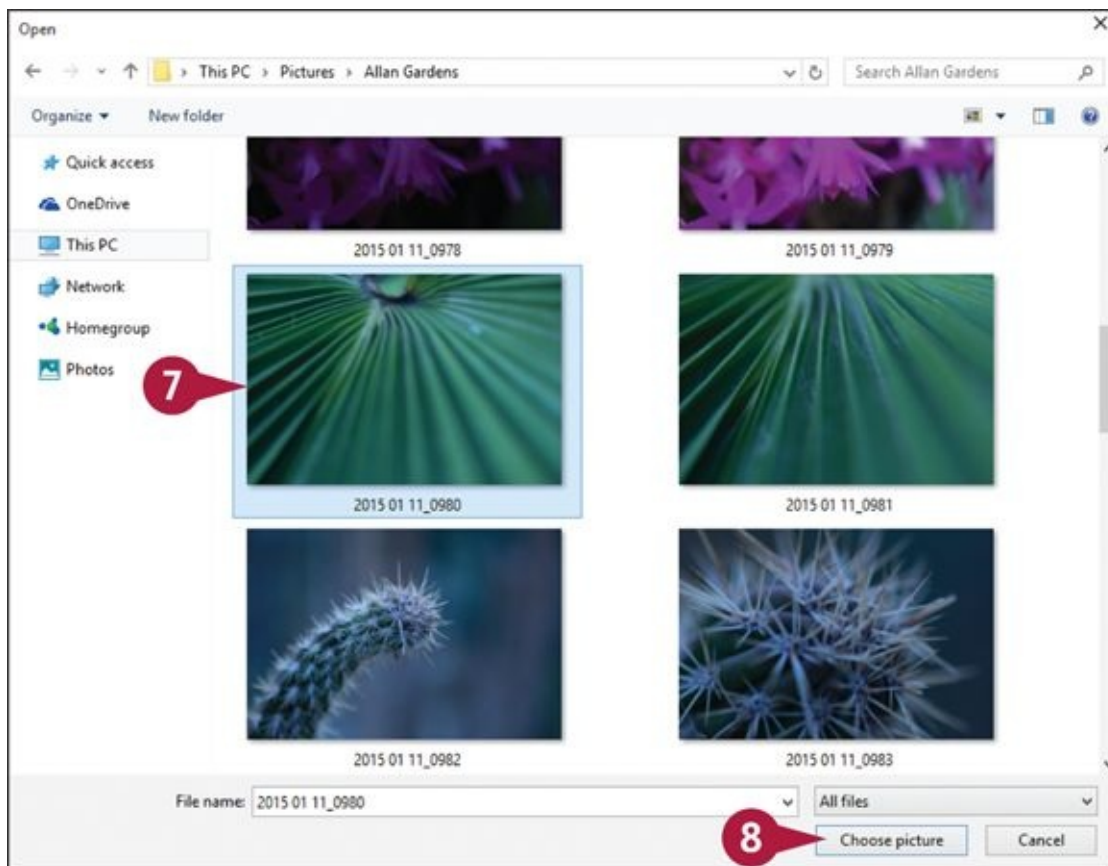 Open
This PC > Pictures > Allan Gardens
Search Allan Gardens
Organize
New folder
Quick access
OneDrive
This PC
Network
Homegroup
Photos
2015 01 11_0978
2015 01 11_0979
7
2015 01 11_0980
2015 01 11_0981
2015 01 11_0982
2015 01 11_0983
File name: 2015 01 11_0980
All files
8
Choose picture
Cancel